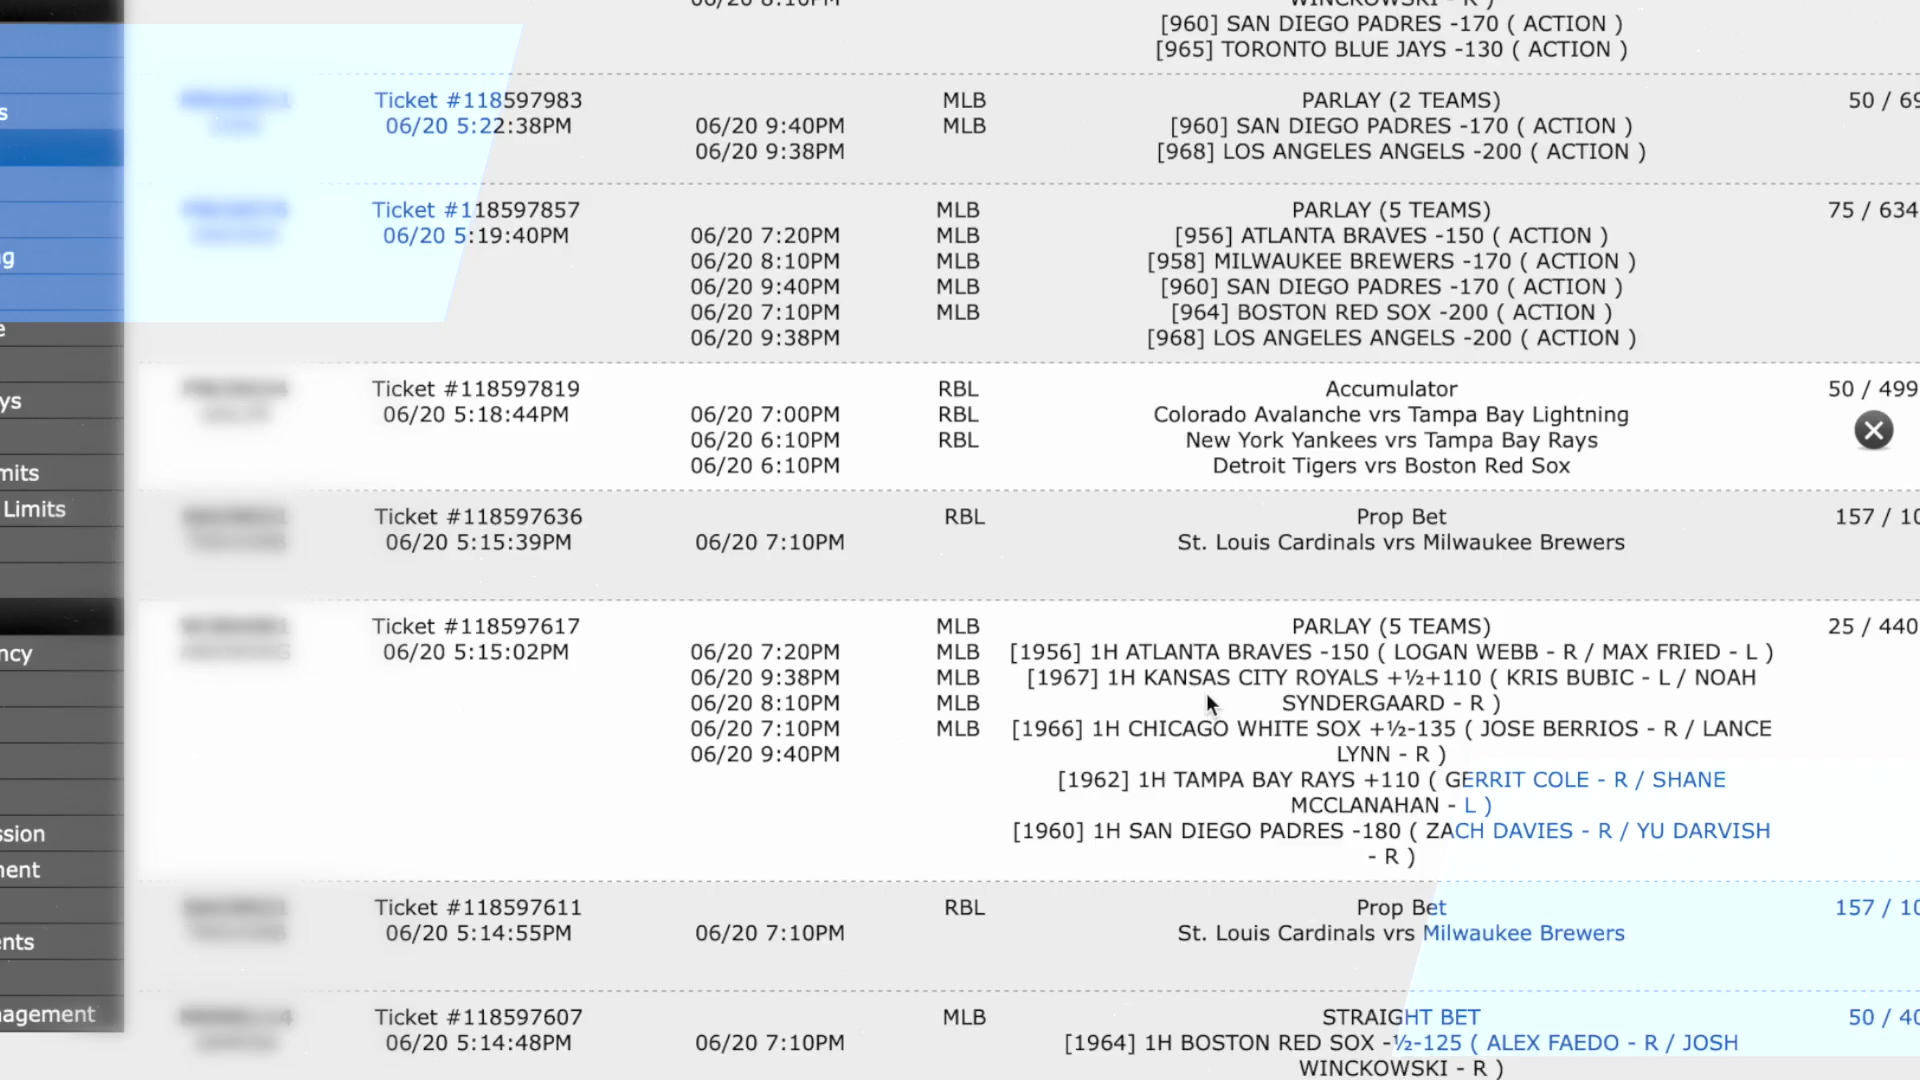 [960] SAN DIEGO PADRES -170 ( ACTION )
[965] TORONTO BLUE JAYS -130 ( ACTION )
Ticket #118597983 MLB PARLAY (2 TEAMS) 50 / 69
06/20 5:22:38PM 06/20 9:40PM MLB [960] SAN DIEGO PADRES -170 ( ACTION )
06/20 9:38PM [968] LOS ANGELES ANGELS -200 ( ACTION )
Ticket #118597857 MLB PARLAY (5 TEAMS) 75 / 634
06/20 5:19:40PM 06/20 7:20PM MLB [956] ATLANTA BRAVES -150 ( ACTION )
06/20 8:10PM MLB [958] MILWAUKEE BREWERS -170 ( ACTION )
06/20 9:40PM MLB [960] SAN DIEGO PADRES -170 ( ACTION )
06/20 7:10PM MLB [964] BOSTON RED SOX -200 ( ACTION )
06/20 9:38PM [968] LOS ANGELES ANGELS -200 ( ACTION )
Ticket #118597819 RBL Accumulator 50 / 499
06/20 5:18:44PM 06/20 7:00PM RBL Colorado Avalanche vrs Tampa Bay Lightning
06/20 6:10PM RBL New York Yankees vrs Tampa Bay Rays
06/20 6:10PM Detroit Tigers vrs Boston Red Sox
Limits
Ticket #118597636 RBL Prop Bet 157 / 10
06/20 5:15:39PM 06/20 7:10PM St. Louis Cardinals vrs Milwaukee Brewers
Ticket #118597617 MLB PARLAY (5 TEAMS) 25 / 440
06/20 5:15:02PM 06/20 7:20PM MLB [1956] 1H ATLANTA BRAVES -150 ( LOGAN WEBB - R / MAX FRIED - L )
06/20 9:38PM MLB [1967] 1H KANSAS CITY ROYALS +½+110 ( KRIS BUBIC - L / NOAH
06/20 8:10PM MLB SYNDERGAARD - R )
06/20 7:10PM MLB [1966] 1H CHICAGO WHITE SOX +½-135 ( JOSE BERRIOS - R / LANCE
06/20 9:40PM LYNN - R )
[1962] 1H TAMPA BAY RAYS +110 ( GERRIT COLE - R / SHANE
MCCLANAHAN - L )
[1960] 1H SAN DIEGO PADRES -180 ( ZACH DAVIES - R / YU DARVISH
- R )
Ticket #118597611 RBL Prop Bet 157 / 10
06/20 5:14:55PM 06/20 7:10PM St. Louis Cardinals vrs Milwaukee Brewers
agement
Ticket #118597607 MLB STRAIGHT BET 50 / 40
06/20 5:14:48PM 06/20 7:10PM [1964] 1H BOSTON RED SOX -½-125 ( ALEX FAEDO - R / JOSH
WINCKOWSKI - R )